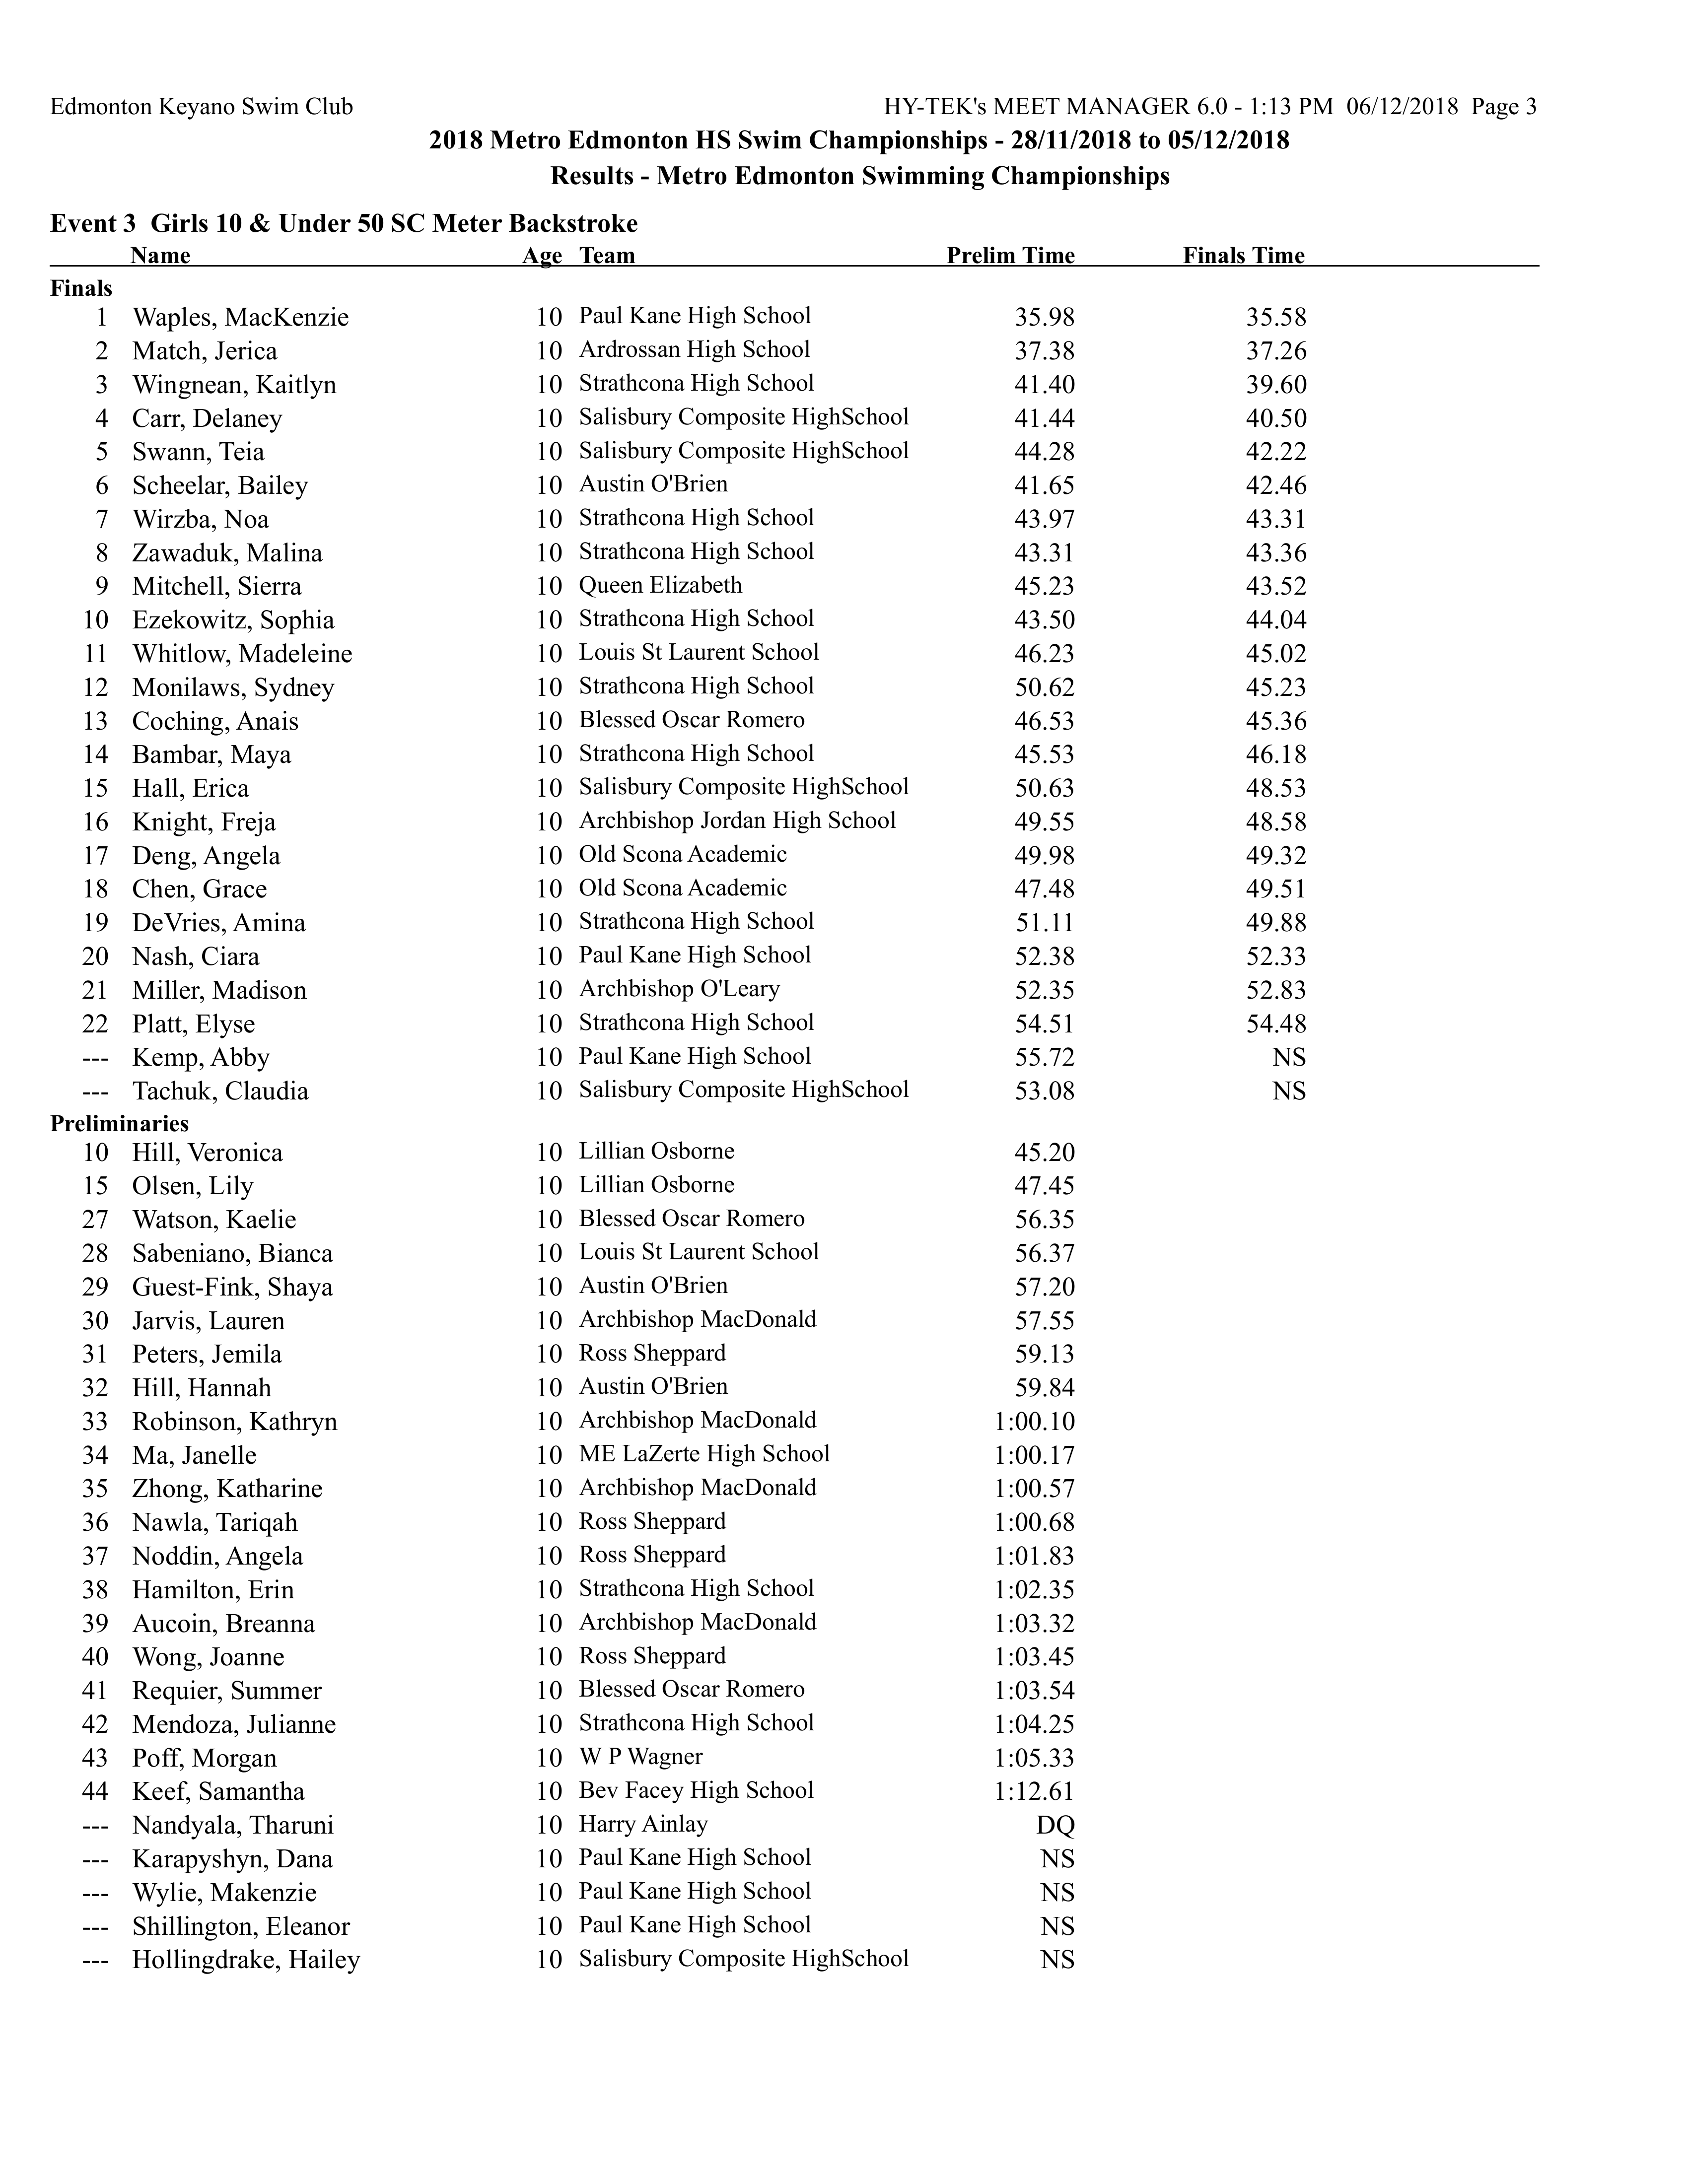 Edmonton Keyano Swim Club HY-TEK's MEET MANAGER 6.0 - 1:13 PM 06/12/2018 Page 3
2018 Metro Edmonton HS Swim Championships - 28/11/2018 to 05/12/2018
Results - Metro Edmonton Swimming Championships
Event 3 Girls 10 & Under 50 SC Meter Backstroke
Name Age Team Prelim Time Finals Time
Finals
1 Waples, MacKenzie 10 Paul Kane High School 35.98 35.58
2 Match, Jerica 10 Ardrossan High School 37.38 37.26
3 Wingnean, Kaitlyn 10 Strathcona High School 41.40 39.60
4 Carr, Delaney 10 Salisbury Composite HighSchool 41.44 40.50
5 Swann, Teia 10 Salisbury Composite HighSchool 44.28 42.22
6 Scheelar, Bailey 10 Austin O'Brien 41.65 42.46
7 Wirzba, Noa 10 Strathcona High School 43.97 43.31
8 Zawaduk, Malina 10 Strathcona High School 43.31 43.36
9 Mitchell, Sierra 10 Queen Elizabeth 45.23 43.52
10 Ezekowitz, Sophia 10 Strathcona High School 43.50 44.04
11 Whitlow, Madeleine 10 Louis St Laurent School 46.23 45.02
12 Monilaws, Sydney 10 Strathcona High School 50.62 45.23
13 Coching, Anais 10 Blessed Oscar Romero 46.53 45.36
14 Bambar, Maya 10 Strathcona High School 45.53 46.18
15 Hall, Erica 10 Salisbury Composite HighSchool 50.63 48.53
16 Knight, Freja 10 Archbishop Jordan High School 49.55 48.58
17 Deng, Angela 10 Old Scona Academic 49.98 49.32
18 Chen, Grace 10 Old Scona Academic 47.48 49.51
19 DeVries, Amina 10 Strathcona High School 51.11 49.88
20 Nash, Ciara 10 Paul Kane High School 52.38 52.33
21 Miller, Madison 10 Archbishop O'Leary 52.35 52.83
22 Platt, Elyse 10 Strathcona High School 54.51 54.48
--- Kemp, Abby 10 Paul Kane High School 55.72 NS
--- Tachuk, Claudia 10 Salisbury Composite HighSchool 53.08 NS
Preliminaries
10 Hill, Veronica 10 Lillian Osborne 45.20
15 Olsen, Lily 10 Lillian Osborne 47.45
27 Watson, Kaelie 10 Blessed Oscar Romero 56.35
28 Sabeniano, Bianca 10 Louis St Laurent School 56.37
29 Guest-Fink, Shaya 10 Austin O'Brien 57.20
30 Jarvis, Lauren 10 Archbishop MacDonald 57.55
31 Peters, Jemila 10 Ross Sheppard 59.13
32 Hill, Hannah 10 Austin O'Brien 59.84
33 Robinson, Kathryn 10 Archbishop MacDonald 1:00.10
34 Ma, Janelle 10 ME LaZerte High School 1:00.17
35 Zhong, Katharine 10 Archbishop MacDonald 1:00.57
36 Nawla, Tariqah 10 Ross Sheppard 1:00.68
37 Noddin, Angela 10 Ross Sheppard 1:01.83
38 Hamilton, Erin 10 Strathcona High School 1:02.35
39 Aucoin, Breanna 10 Archbishop MacDonald 1:03.32
40 Wong, Joanne 10 Ross Sheppard 1:03.45
41 Requier, Summer 10 Blessed Oscar Romero 1:03.54
42 Mendoza, Julianne 10 Strathcona High School 1:04.25
43 Poff, Morgan 10 W P Wagner 1:05.33
44 Keef, Samantha 10 Bev Facey High School 1:12.61
--- Nandyala, Tharuni 10 Harry Ainlay DQ
--- Karapyshyn, Dana 10 Paul Kane High School NS
--- Wylie, Makenzie 10 Paul Kane High School NS
--- Shillington, Eleanor 10 Paul Kane High School NS
--- Hollingdrake, Hailey 10 Salisbury Composite HighSchool NS